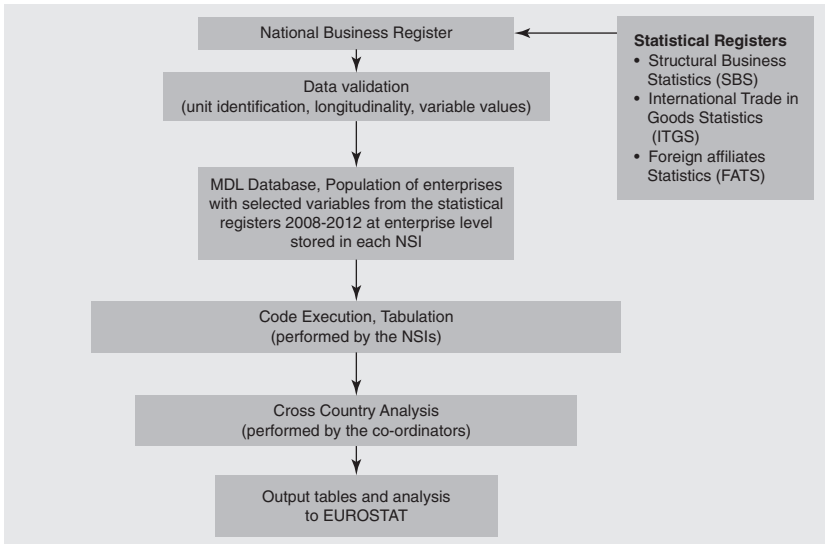 National Business Register
Statistical Registers
• Structural Business
Statistics (SBS)
• International Trade in
Goods Statistics
(ITGS)
• Foreign affiliates
Statistics (FATS)
Data validation
(unit identification, longitudinality, variable values)
MDL Database, Population of enterprises
with selected variables from the statistical
registers 2008-2012 at enterprise level
stored in each NSI
Code Execution, Tabulation
(performed by the NSIs)
Cross Country Analysis
(performed by the co-ordinators)
Output tables and analysis
to EUROSTAT